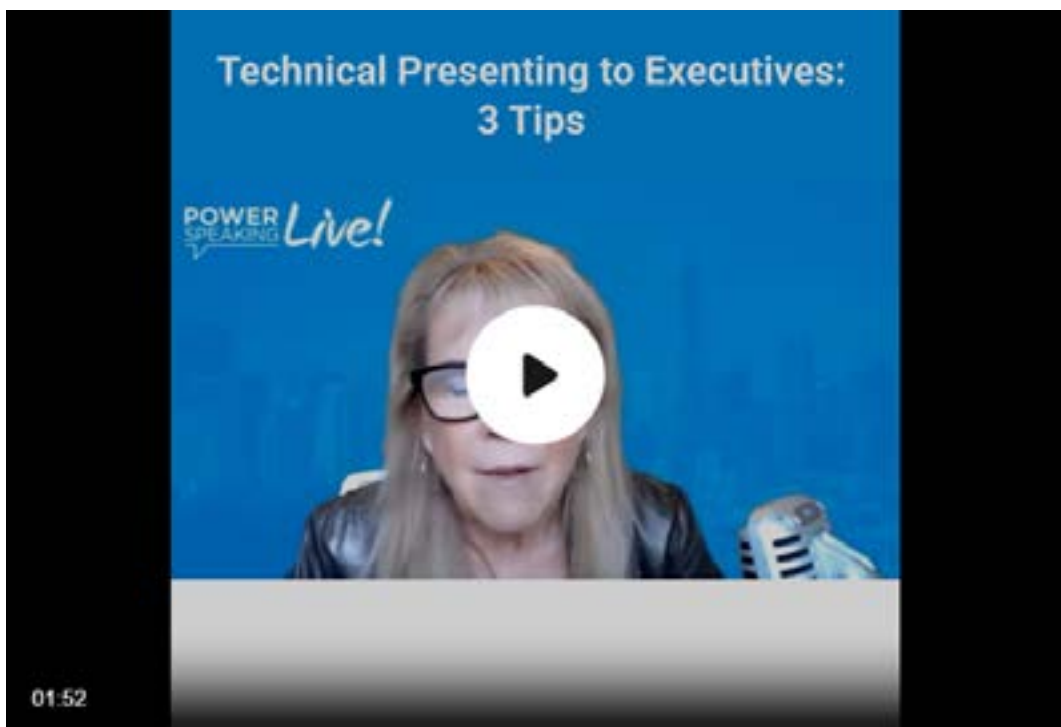 Technical Presenting to Executives:
3 Tips
POWER
SPEAKING
Live!
01:52